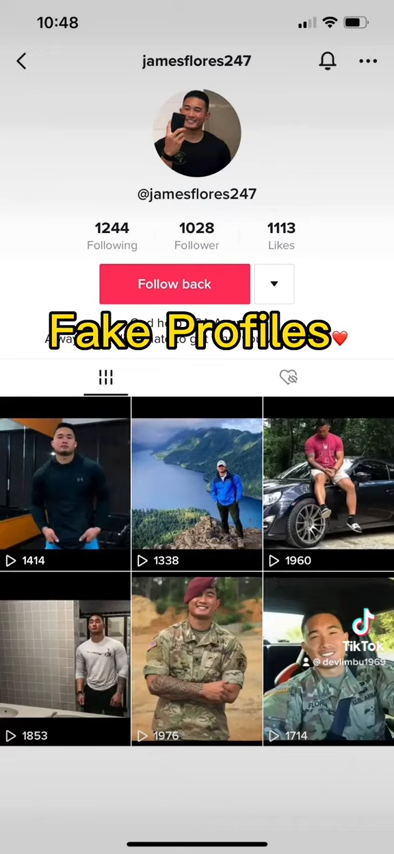 10:48
jamesflores247
@jamesflores247
1244 1028 1113
Following Follower Likes
Follow back
Fake Profiles❤️
1414 1338 1960
TikTok
@devlimbu1969
1853 1976 1714